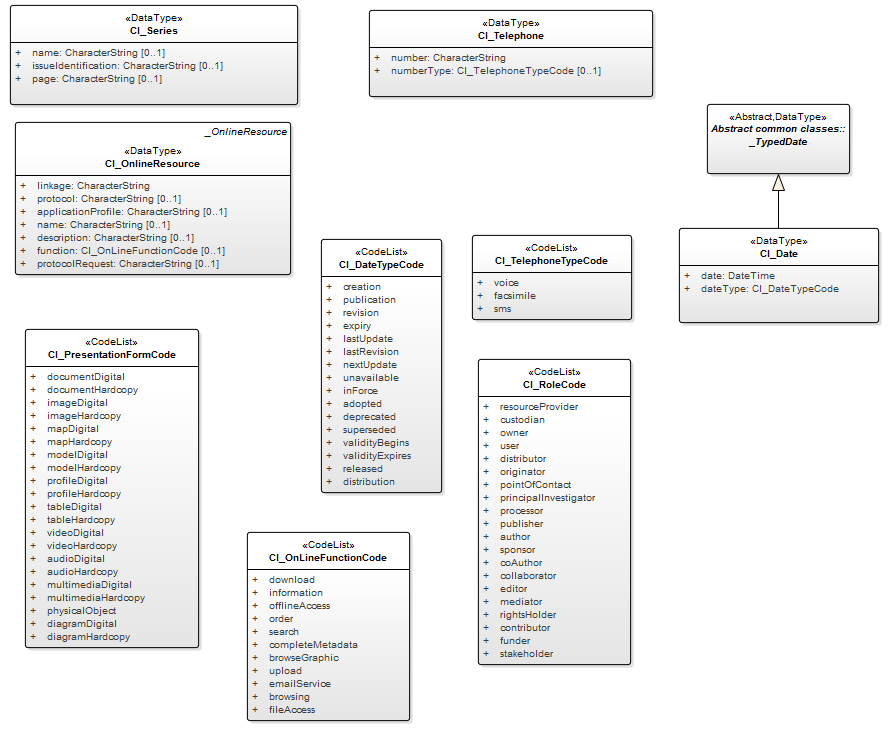 «DataType»
CI_Series
+ name: CharacterString [0..1]
+ issueIdentification: CharacterString [0..1]
+ page: CharacterString [0..1]
«DataType»
CI_Telephone
+ number: CharacterString
+ numberType: CI_TelephoneTypeCode [0..1]
«Abstract,DataType»
Abstract common classes::
_TypedDate
_OnlineResource
«DataType»
CI_OnlineResource
+ linkage: CharacterString
+ protocol: CharacterString [0..1]
+ applicationProfile: CharacterString [0..1]
+ name: CharacterString [0..1]
+ description: CharacterString [0..1]
+ function: CI_OnLineFunctionCode [0..1]
+ protocolRequest: CharacterString [0..1]
«DataType»
CI_Date
+ date: DateTime
+ dateType: CI_DateTypeCode
«CodeList»
CI_DateTypeCode
+ creation
+ publication
+ revision
+ expiry
+ lastUpdate
+ lastRevision
+ nextUpdate
+ unavailable
+ inForce
+ adopted
+ deprecated
+ superseded
+ validityBegins
+ validityExpires
+ released
+ distribution
«CodeList»
CI_TelephoneTypeCode
+ voice
+ facsimile
+ sms
«CodeList»
CI_PresentationFormCode
+ documentDigital
+ documentHardcopy
+ imageDigital
+ imageHardcopy
+ mapDigital
+ mapHardcopy
+ modelDigital
+ modelHardcopy
+ profileDigital
+ profileHardcopy
+ tableDigital
+ tableHardcopy
+ videoDigital
+ videoHardcopy
+ audioDigital
+ audioHardcopy
+ multimediaDigital
+ multimediaHardcopy
+ physicalObject
+ diagramDigital
+ diagramHardcopy
«CodeList»
CI_RoleCode
+ resourceProvider
+ custodian
+ owner
+ user
+ distributor
+ originator
+ pointOfContact
+ principalInvestigator
+ processor
+ publisher
+ author
+ sponsor
+ coAuthor
+ collaborator
+ editor
+ mediator
+ rightsHolder
+ contributor
+ funder
+ stakeholder
«CodeList»
CI_OnLineFunctionCode
+ download
+ information
+ offlineAccess
+ order
+ search
+ completeMetadata
+ browseGraphic
+ upload
+ emailService
+ browsing
+ fileAccess